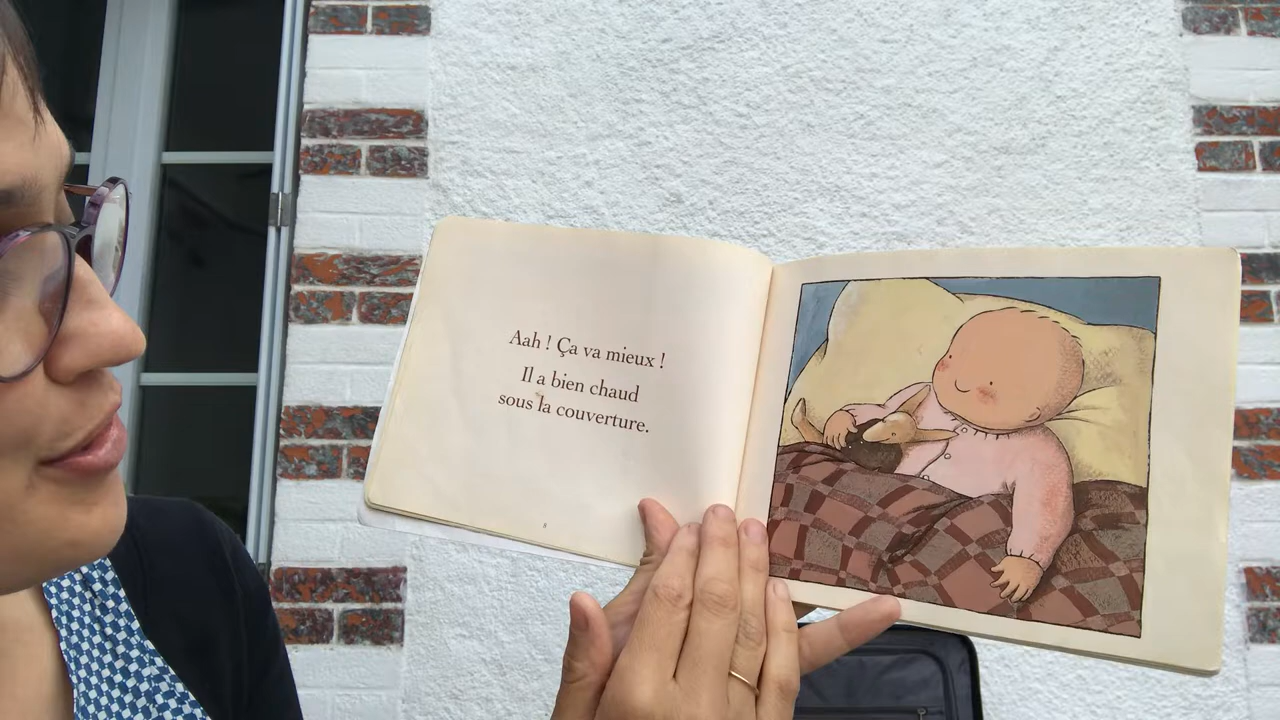 Aah ! Ça va mieux !
Il a bien chaud
sous la couverture.